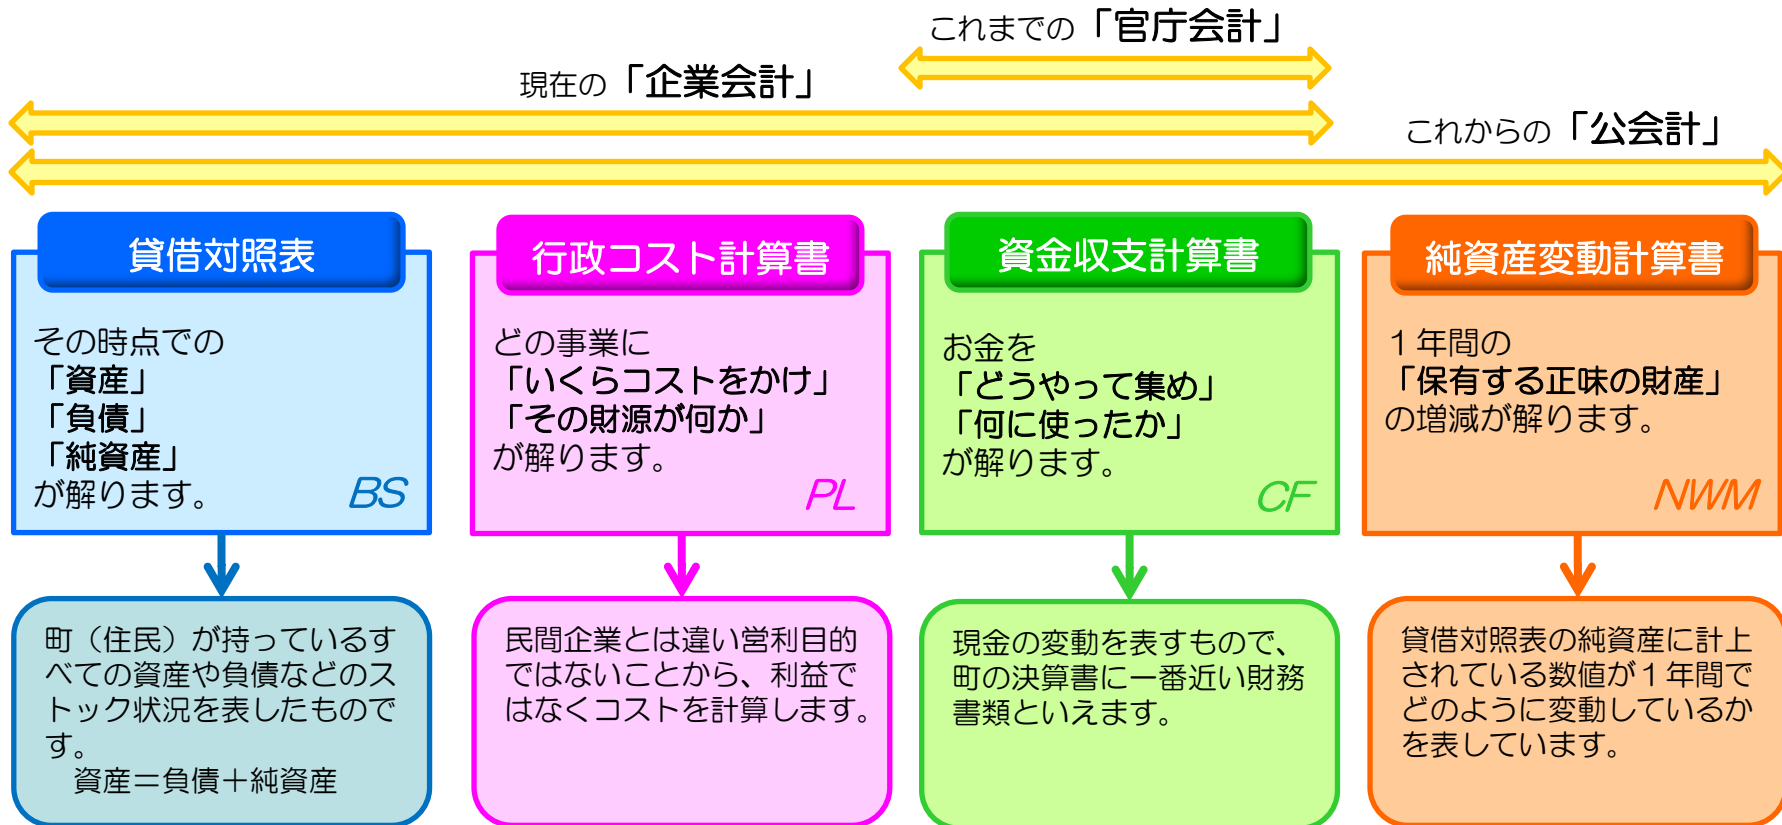 これまでの「官庁会計」
現在の「企業会計」
これからの「公会計」
貸借対照表
その時点での
「資産」
「負債」
「純資産」
が解ります。
BS
町（住民）が持っているす
べての資産や負債などのス
トック状況を表したもので
す。
資産＝負債＋純資産
行政コスト計算書
どの事業に
「いくらコストをかけ」
「その財源が何か」
が解ります。
PL
民間企業とは違い営利目的
ではないことから、利益で
はなくコストを計算します。
資金収支計算書
お金を
「どうやって集め」
「何に使ったか」
が解ります。
CF
現金の変動を表すもので、
町の決算書に一番近い財務
書類といえます。
純資産変動計算書
１年間の
「保有する正味の財産」
の増減が解ります。
NWM
貸借対照表の純資産に計上
されている数値が１年間で
どのように変動しているか
を表しています。